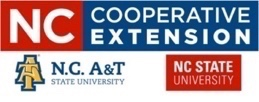 NC COOPERATIVE
EXTENSION
N.C. A&T
STATE UNIVERSITY
NC STATE
UNIVERSITY